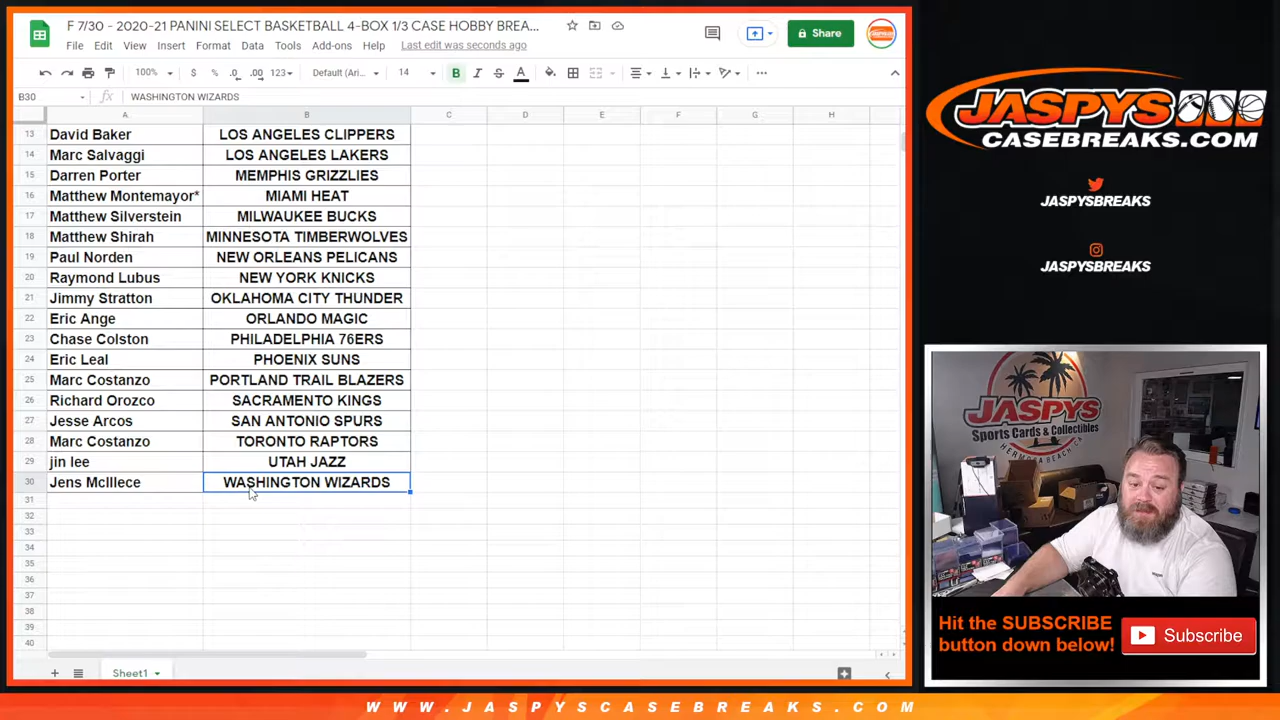 F 7/30 - 2020-21 PANINI SELECT BASKETBALL 4-BOX 1/3 CASE HOBBY BREA...
File Edit View Insert Format Data Tools Add-ons Help Last edit was seconds ago
Share
100% $ % .0 .00 123 Default (Ari... 14 B I S A
B30 fx WASHINGTON WIZARDS
A B C D E F G H
13 David Baker LOS ANGELES CLIPPERS
14 Marc Salvaggi LOS ANGELES LAKERS
15 Darren Porter MEMPHIS GRIZZLIES
16 Matthew Montemayor* MIAMI HEAT
17 Matthew Silverstein MILWAUKEE BUCKS
18 Matthew Shirah MINNESOTA TIMBERWOLVES
19 Paul Norden NEW ORLEANS PELICANS
20 Raymond Lubus NEW YORK KNICKS
21 Jimmy Stratton OKLAHOMA CITY THUNDER
22 Eric Ange ORLANDO MAGIC
23 Chase Colston PHILADELPHIA 76ERS
24 Eric Leal PHOENIX SUNS
25 Marc Costanzo PORTLAND TRAIL BLAZERS
26 Richard Orozco SACRAMENTO KINGS
27 Jesse Arcos SAN ANTONIO SPURS
28 Marc Costanzo TORONTO RAPTORS
29 jin lee UTAH JAZZ
30 Jens McIllece WASHINGTON WIZARDS
31
32
33
34
35
36
37
38
39
40
Sheet1
JASPYS
CASEBREAKS.COM
JASPYSBREAKS
JASPYSBREAKS
JASPYS
Sports Cards & Collectibles
HERMOSA BEACH, CA
Hit the SUBSCRIBE
button down below!
Subscribe
WWW.JASPYSCASEBREAKS.COM